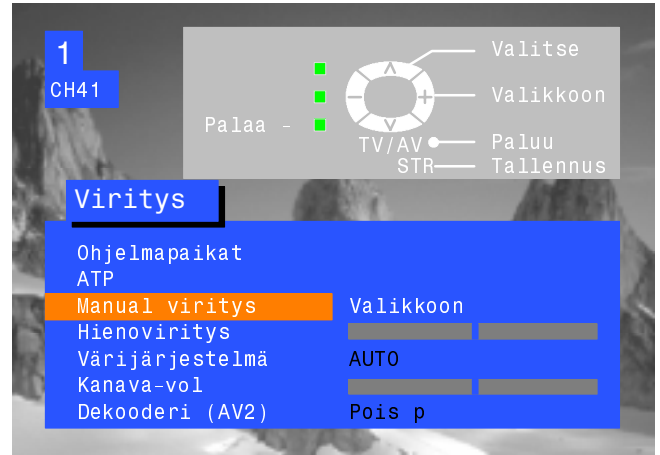 1
CH41
Valitse
Valikkoon
Palaa -
TV/AV Paluu
STR Tallennus
Viritys
Ohjelmapaikat
ATP
Manual viritys Valikkoon
Hienoviritys
Värijärjestelmä AUTO
Kanava-vol
Dekooderi (AV2) Pois p